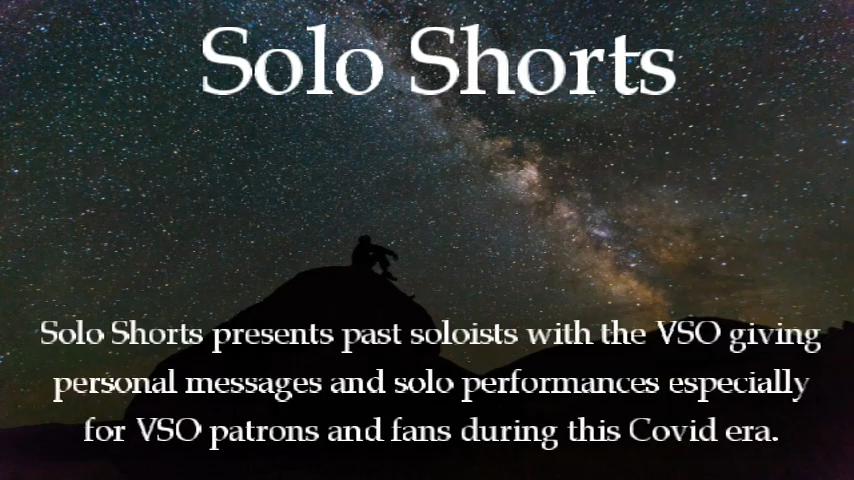 Solo Shorts
Solo Shorts presents past soloists with the VSO giving
personal messages and solo performances especially
for VSO patrons and fans during this Covid era.